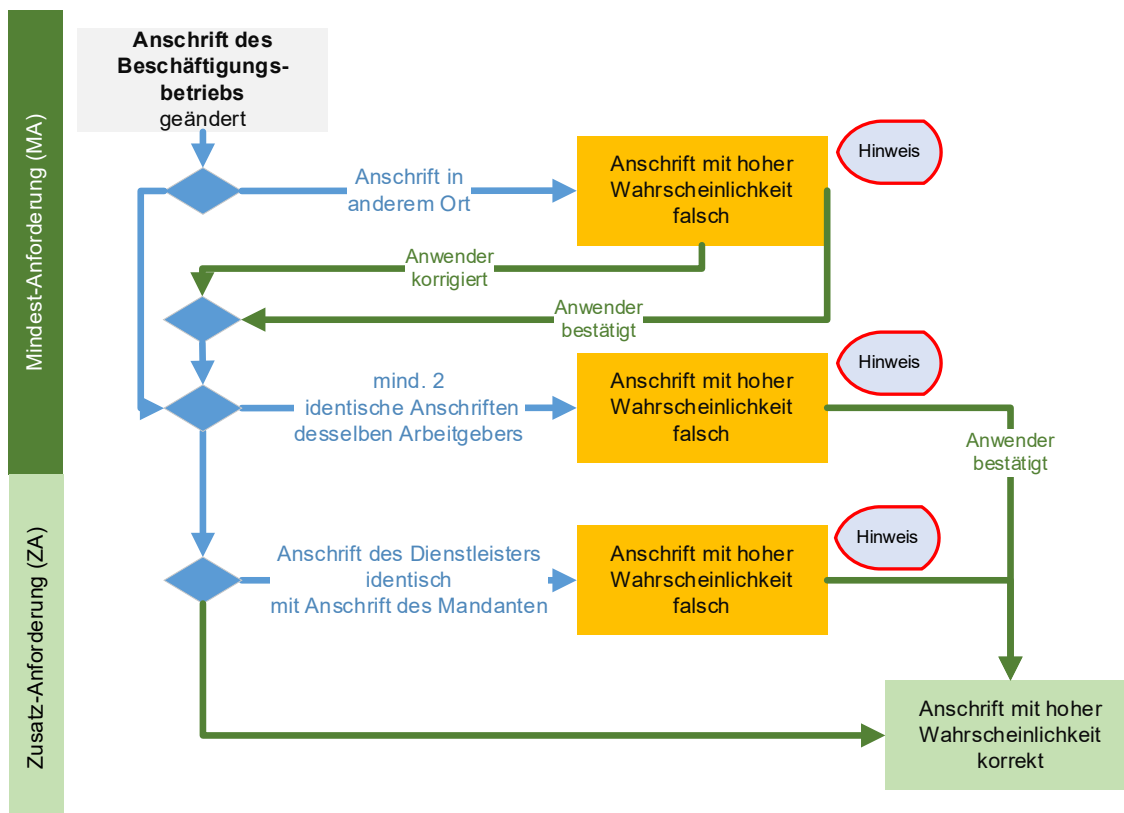 Mindest-Anforderung (MA)
Anschrift des
Beschäftigungs-
betriebs
geändert
Anschrift in
anderem Ort
Anschrift mit hoher
Wahrscheinlichkeit
falsch
Hinweis
Anwender
korrigiert
Anwender
bestätigt
mind. 2
identische Anschriften
desselben Arbeitgebers
Anschrift mit hoher
Wahrscheinlichkeit
falsch
Hinweis
Anwender
bestätigt
Zusatz-Anforderung (ZA)
Anschrift des Dienstleisters
identisch
mit Anschrift des Mandanten
Anschrift mit hoher
Wahrscheinlichkeit
falsch
Hinweis
Anschrift mit hoher
Wahrscheinlichkeit
korrekt